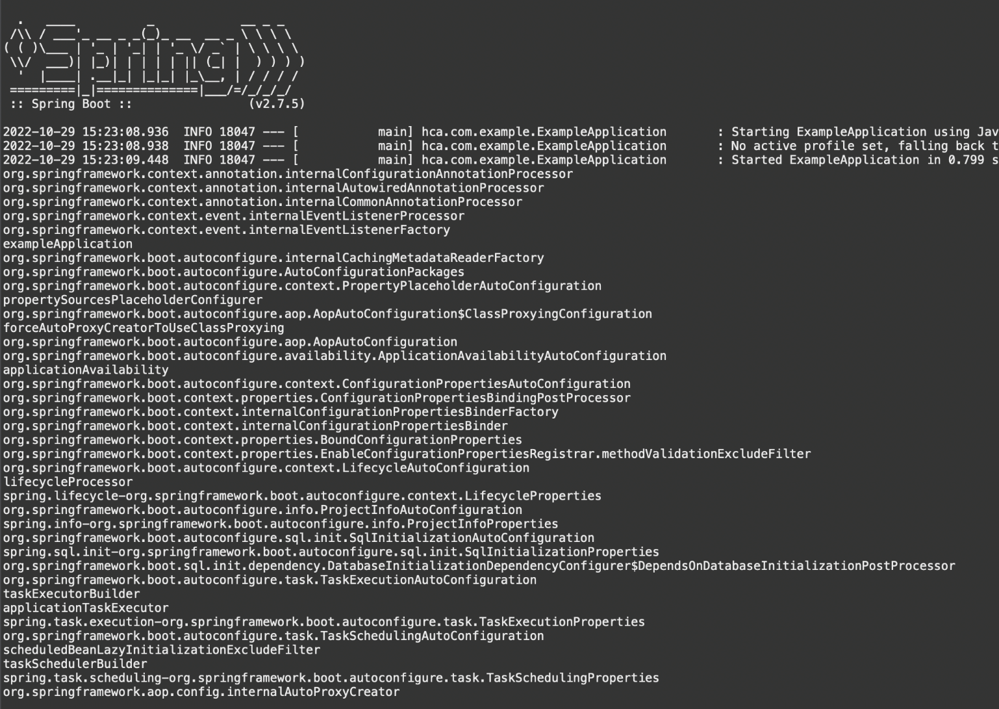 .   ____          _            __ _ _
 /\\ / ___'_ __ _ _(_)_ __  __ _ \ \ \ \
( ( )\___ | '_ | '_| | '_ \/ _` | \ \ \ \
 \\/  ___)| |_)| | | | | || (_| |  ) ) ) )
  '  |____| .__|_| |_|_| |_\__, | / / / /
 =========|_|==============|___/=/_/_/_/
 :: Spring Boot ::                (v2.7.5)
2022-10-29 15:23:08.936  INFO 18047 --- [           main] hca.com.example.ExampleApplication       : Starting ExampleApplication using Jav
2022-10-29 15:23:08.938  INFO 18047 --- [           main] hca.com.example.ExampleApplication       : No active profile set, falling back t
2022-10-29 15:23:09.448  INFO 18047 --- [           main] hca.com.example.ExampleApplication       : Started ExampleApplication in 0.799 s
org.springframework.context.annotation.internalConfigurationAnnotationProcessor
org.springframework.context.annotation.internalAutowiredAnnotationProcessor
org.springframework.context.annotation.internalCommonAnnotationProcessor
org.springframework.context.event.internalEventListenerProcessor
org.springframework.context.event.internalEventListenerFactory
exampleApplication
org.springframework.boot.autoconfigure.internalCachingMetadataReaderFactory
org.springframework.boot.autoconfigure.AutoConfigurationPackages
org.springframework.boot.autoconfigure.context.PropertyPlaceholderAutoConfiguration
propertySourcesPlaceholderConfigurer
org.springframework.boot.autoconfigure.aop.AopAutoConfiguration$ClassProxyingConfiguration
forceAutoProxyCreatorToUseClassProxying
org.springframework.boot.autoconfigure.aop.AopAutoConfiguration
org.springframework.boot.autoconfigure.availability.ApplicationAvailabilityAutoConfiguration
applicationAvailability
org.springframework.boot.autoconfigure.context.ConfigurationPropertiesAutoConfiguration
org.springframework.boot.context.properties.ConfigurationPropertiesBindingPostProcessor
org.springframework.boot.context.internalConfigurationPropertiesBinderFactory
org.springframework.boot.context.internalConfigurationPropertiesBinder
org.springframework.boot.context.properties.BoundConfigurationProperties
org.springframework.boot.context.properties.EnableConfigurationPropertiesRegistrar.methodValidationExcludeFilter
org.springframework.boot.autoconfigure.context.LifecycleAutoConfiguration
lifecycleProcessor
spring.lifecycle-org.springframework.boot.autoconfigure.context.LifecycleProperties
org.springframework.boot.autoconfigure.info.ProjectInfoAutoConfiguration
spring.info-org.springframework.boot.autoconfigure.info.ProjectInfoProperties
org.springframework.boot.autoconfigure.sql.init.SqlInitializationAutoConfiguration
spring.sql.init-org.springframework.boot.autoconfigure.sql.init.SqlInitializationProperties
org.springframework.boot.sql.init.dependency.DatabaseInitializationDependencyConfigurer$DependsOnDatabaseInitializationPostProcessor
org.springframework.boot.autoconfigure.task.TaskExecutionAutoConfiguration
taskExecutorBuilder
applicationTaskExecutor
spring.task.execution-org.springframework.boot.autoconfigure.task.TaskExecutionProperties
org.springframework.boot.autoconfigure.task.TaskSchedulingAutoConfiguration
scheduledBeanLazyInitializationExcludeFilter
taskSchedulerBuilder
spring.task.scheduling-org.springframework.boot.autoconfigure.task.TaskSchedulingProperties
org.springframework.aop.config.internalAutoProxyCreator